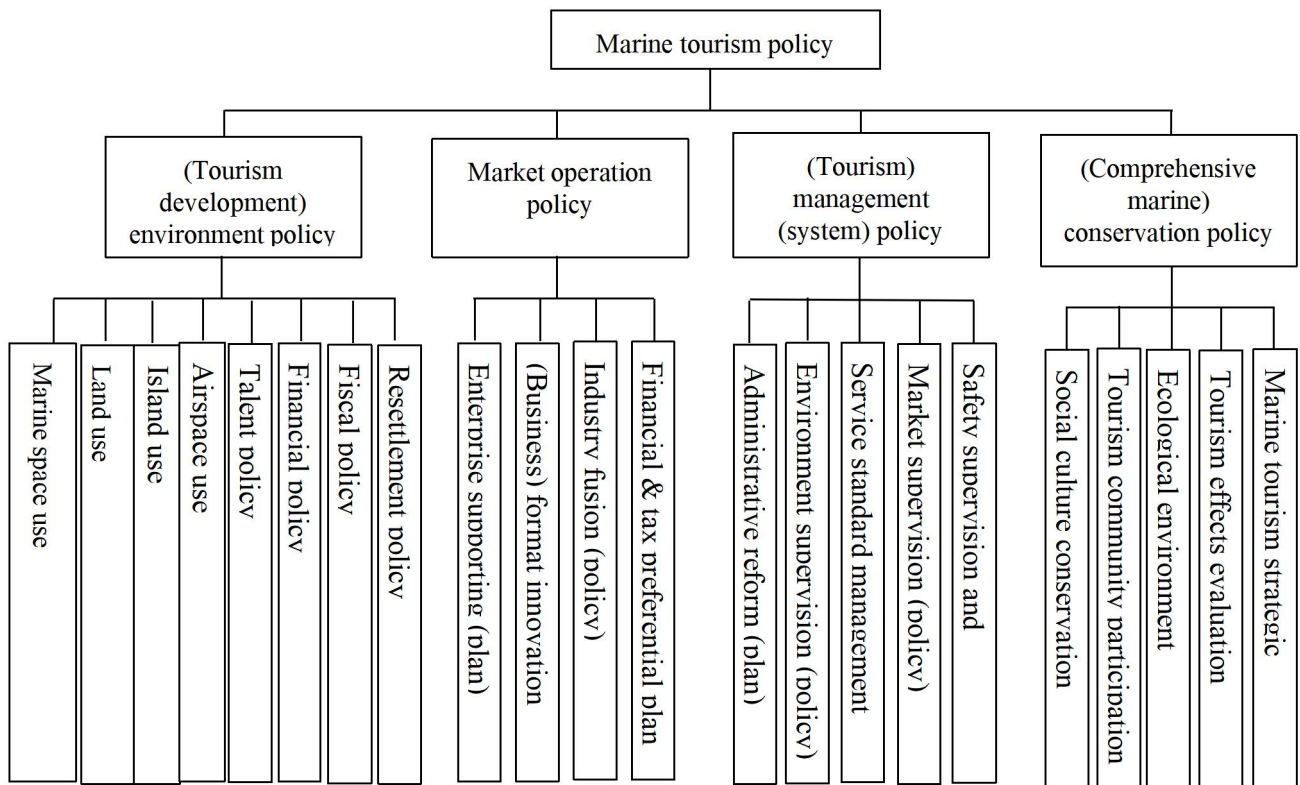 Marine tourism policy
(Tourism
development)
environment policy
Market operation
policy
(Tourism)
management
(system) policy
(Comprehensive
marine)
conservation policy
Marine space use
Land use
Island use
Airspace use
Talent policy
Financial policy
Fiscal policy
Resettlement policy
Enterprise supporting (plan)
(Business) format innovation
Industry fusion (policy)
Financial & tax preferential plan
Administrative reform (plan)
Environment supervision (policy)
Service standard management
Market supervision (policy)
Safety supervision and
Social culture conservation
Tourism community participation
Ecological environment
Tourism effects evaluation
Marine tourism strategic